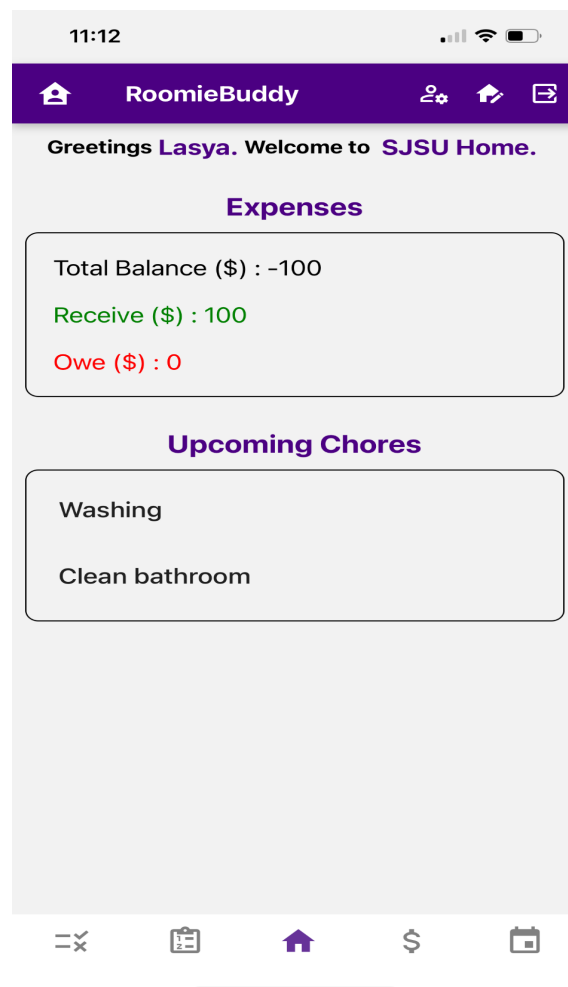 11:12
RoomieBuddy
Greetings Lasya. Welcome to SJSU Home.
Expenses
Total Balance ($) : -100
Receive ($) : 100
Owe ($) : 0
Upcoming Chores
Washing
Clean bathroom